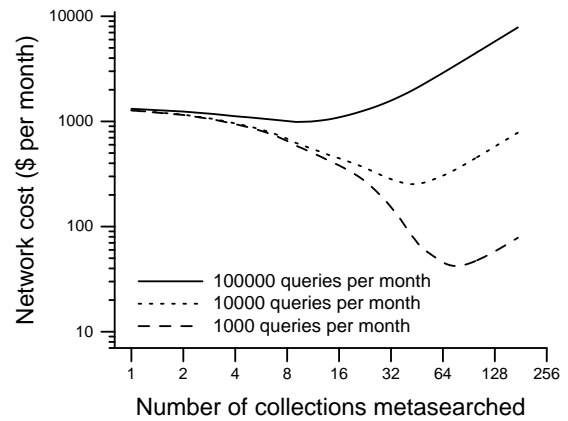 10000
1000
100
10
Network cost ($ per month)
100000 queries per month
10000 queries per month
1000 queries per month
1 2 4 8 16 32 64 128 256
Number of collections metasearched